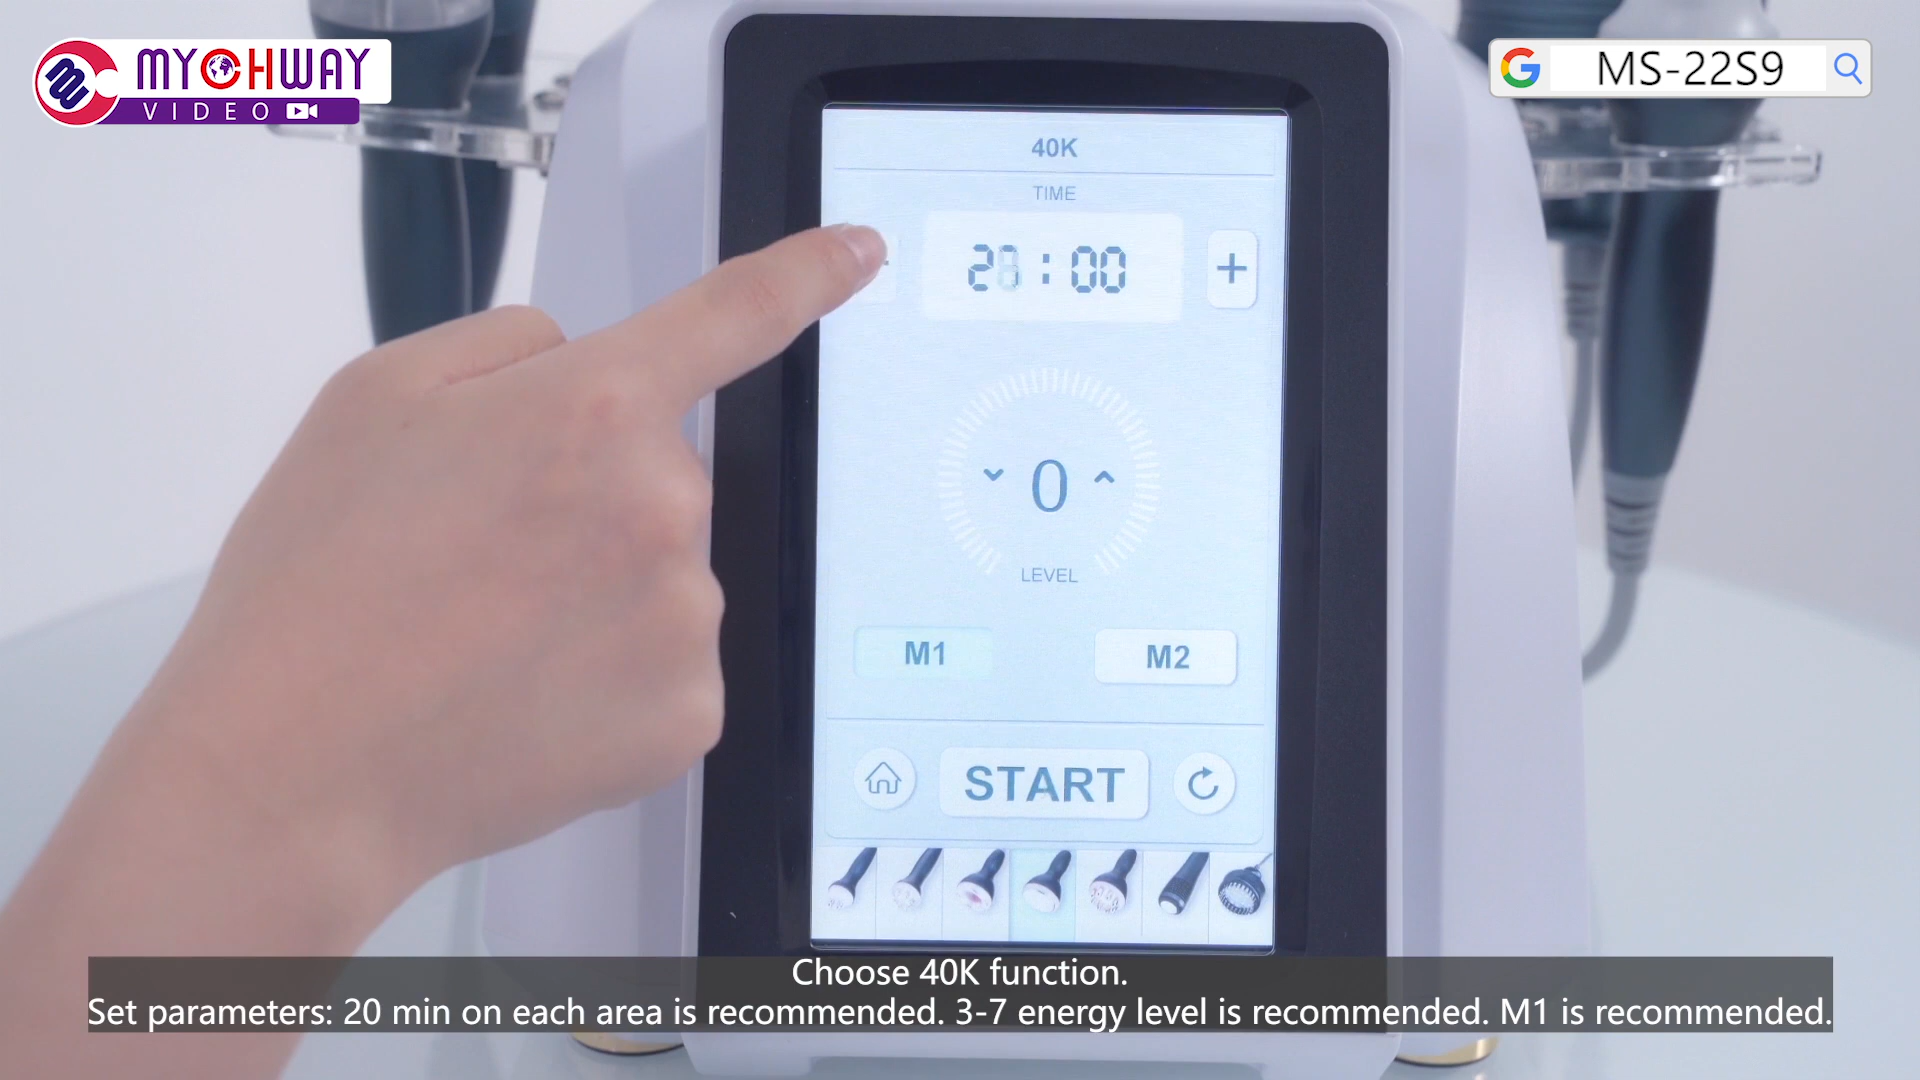 MYCHWAY
VIDEO
MS-22S9
40K
TIME
+
0
LEVEL
M1
M2
START
Choose 40K function.
Set parameters: 20 min on each area is recommended. 3-7 energy level is recommended. M1 is recommended.